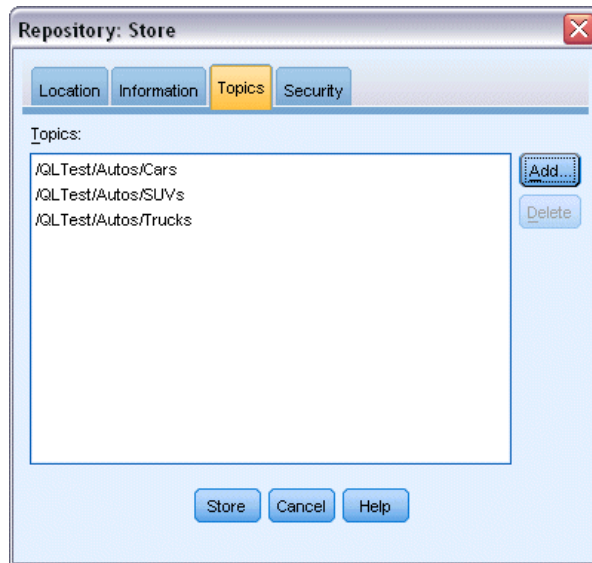 Repository: Store
Location Information Topics Security
Topics:
/QLTest/Autos/Cars
/QLTest/Autos/SUVs
/QLTest/Autos/Trucks
Add...
Delete
Store Cancel Help